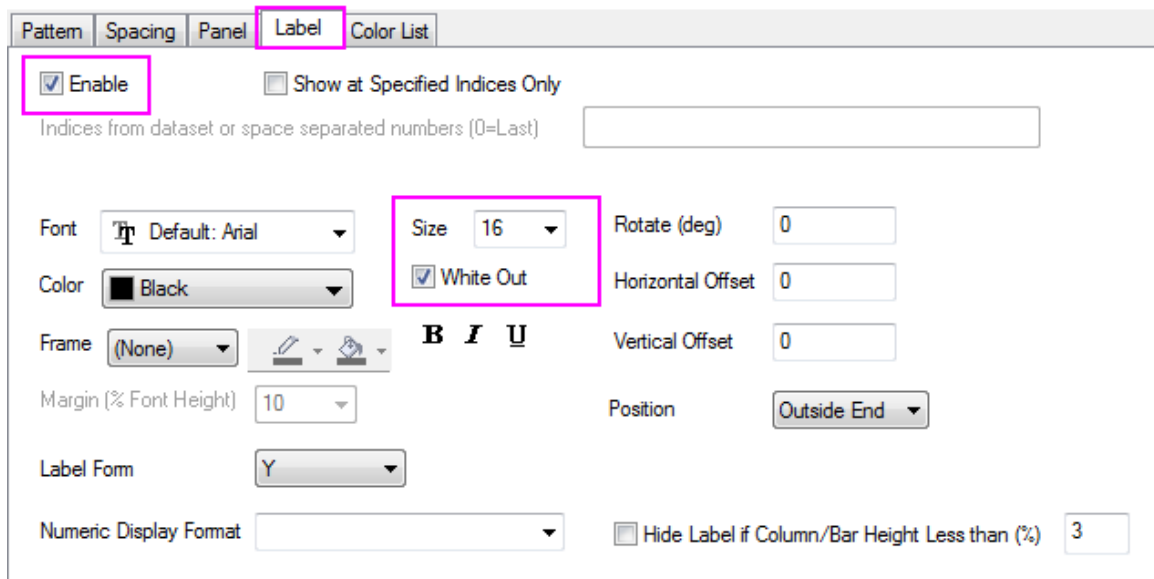 Pattern Spacing Panel Label Color List
Enable Show at Specified Indices Only
Indices from dataset or space separated numbers (0=Last)
Font Default: Arial Size 16 Rotate (deg) 0
Color Black White Out Horizontal Offset 0
Frame (None) B I U Vertical Offset 0
Margin (% Font Height) 10 Position Outside End
Label Form Y
Numeric Display Format Hide Label if Column/Bar Height Less than (%) 3